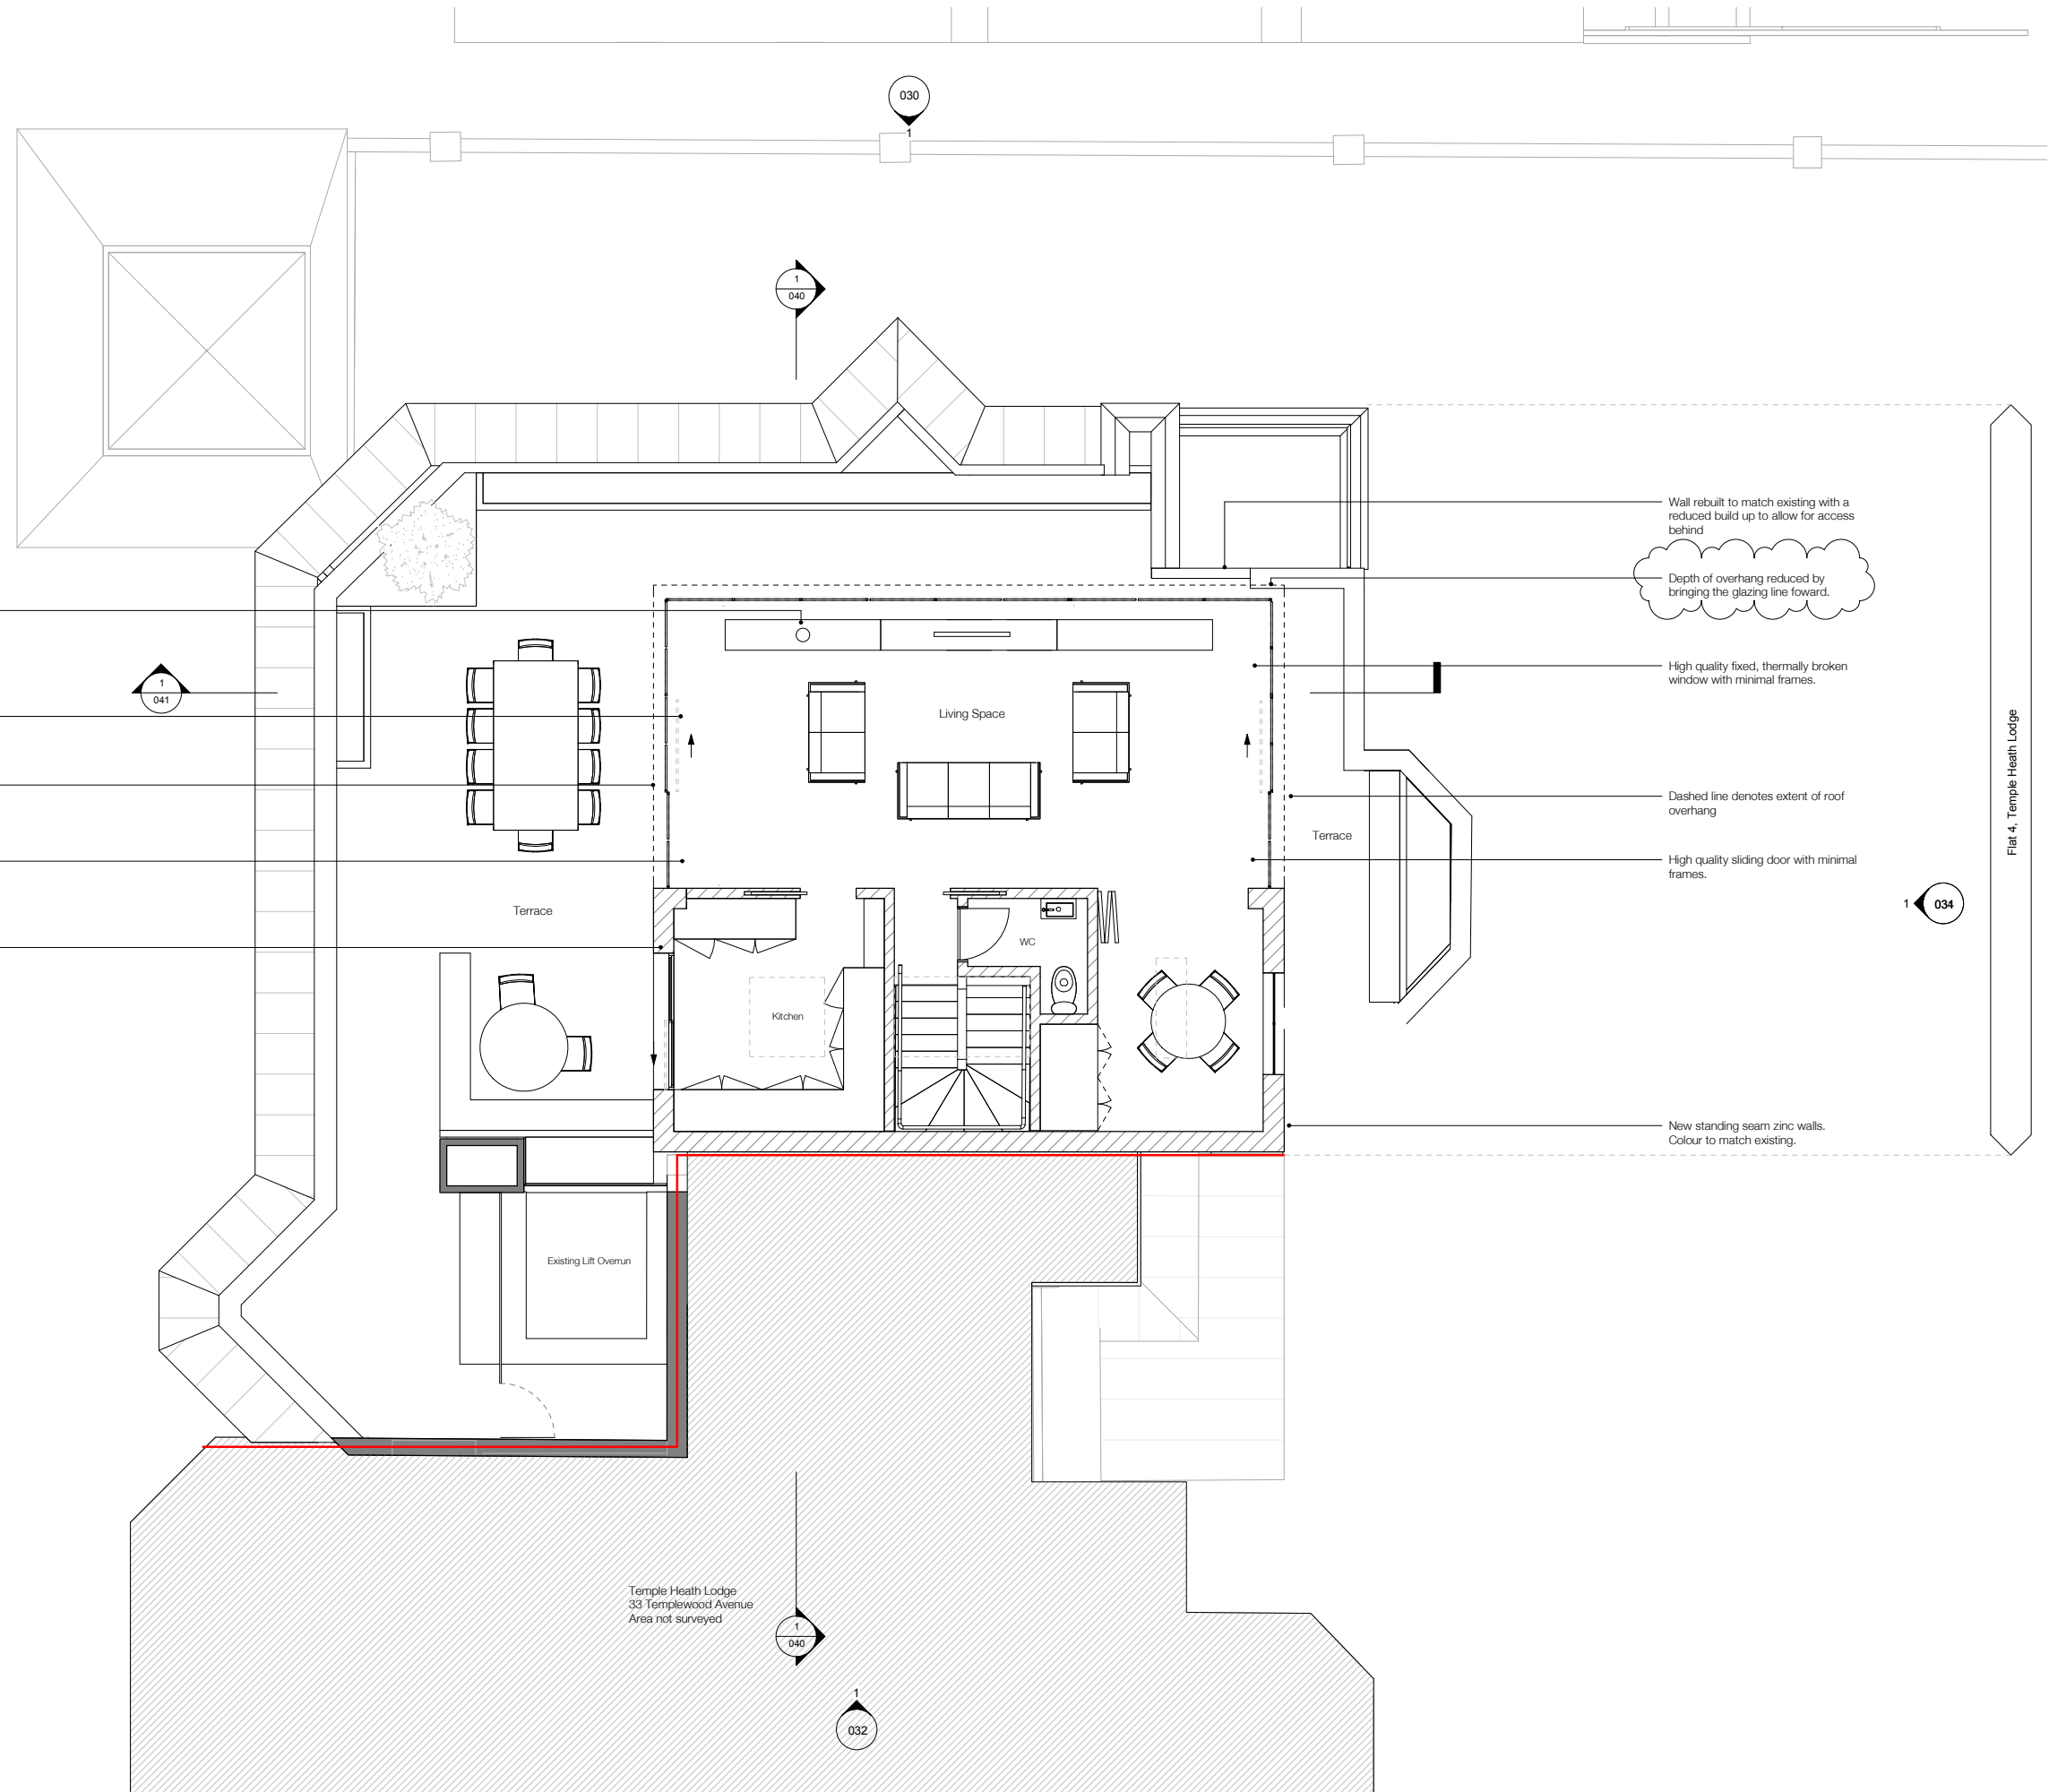 030
1
1
040
Wall rebuilt to match existing with a
reduced build up to allow for access
behind
Depth of overhang reduced by
bringing the glazing line foward.
High quality fixed, thermally broken
window with minimal frames.
1
041
Living Space
Flat 4, Temple Heath Lodge
Dashed line denotes extent of roof
overhang
Terrace
High quality sliding door with minimal
frames.
1
034
Terrace
WC
Kitchen
New standing seam zinc walls.
Colour to match existing.
Existing Lift Overrun
Temple Heath Lodge
33 Templewood Avenue
Area not surveyed
1
040
1
032